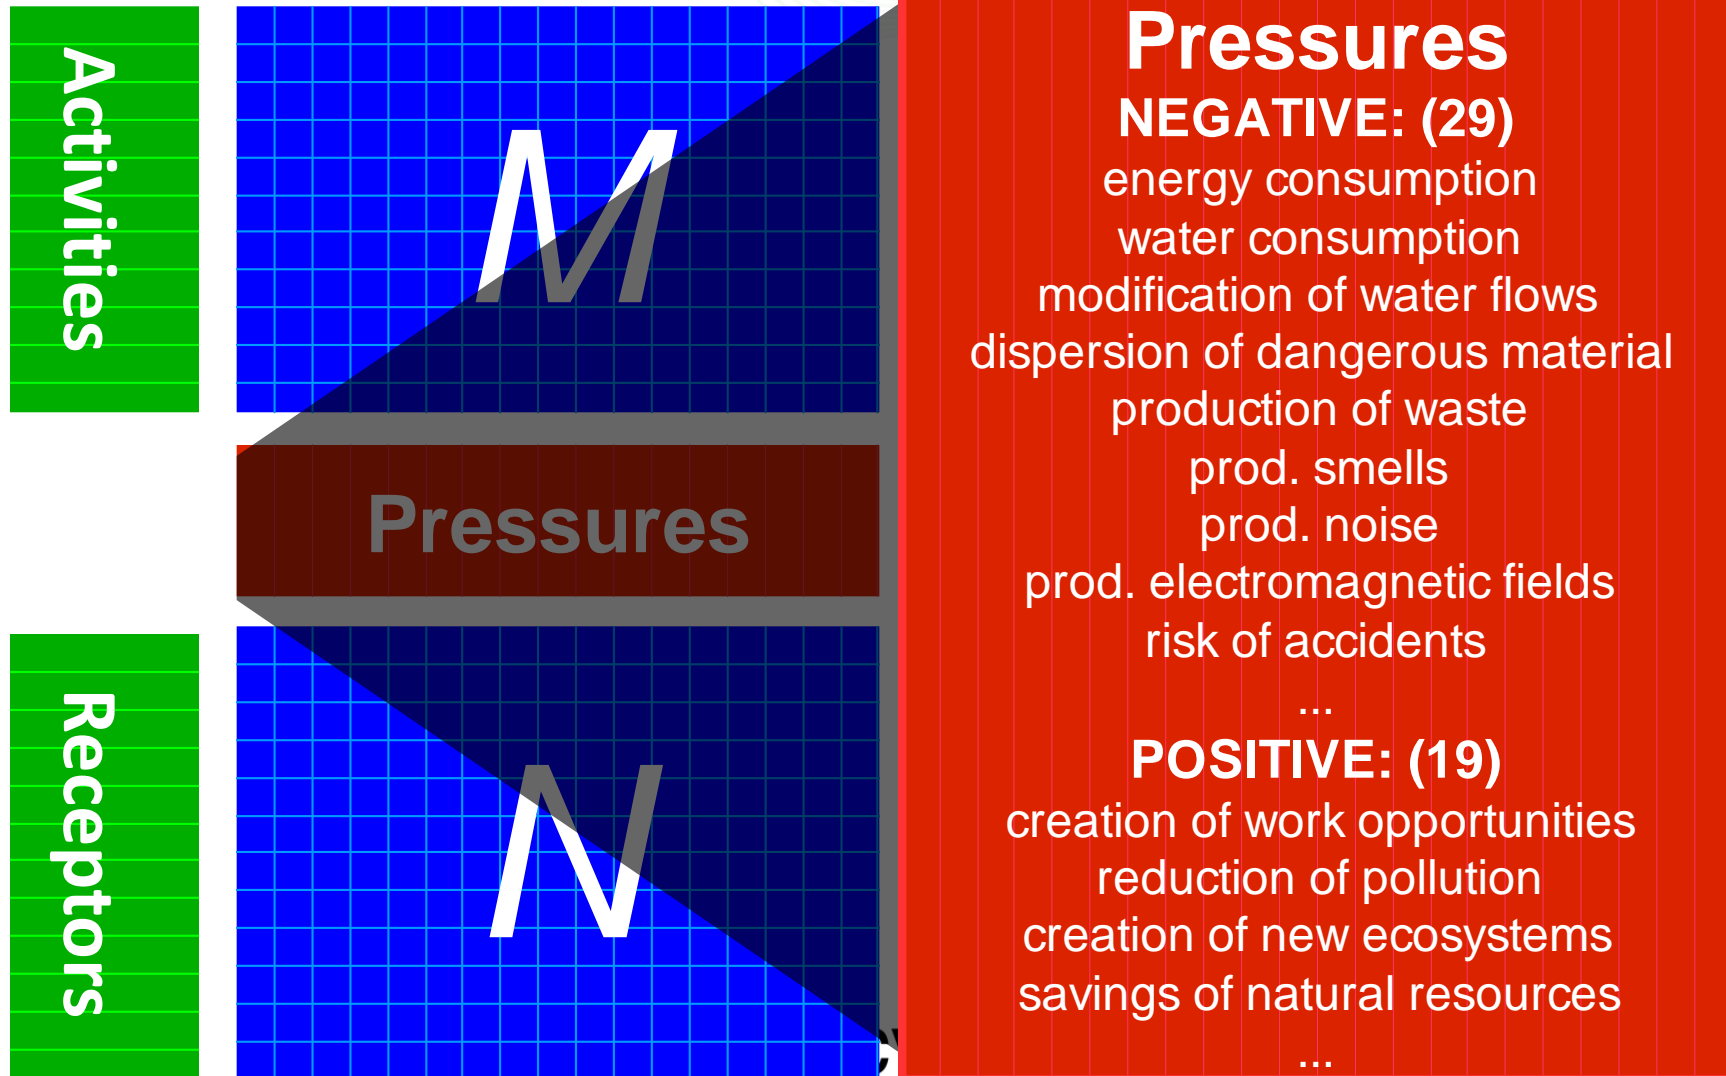 Activities
M
Pressures
Receptors
N
Pressures
NEGATIVE: (29)
energy consumption
water consumption
modification of water flows
dispersion of dangerous material
production of waste
prod. smells
prod. noise
prod. electromagnetic fields
risk of accidents
...
POSITIVE: (19)
creation of work opportunities
reduction of pollution
creation of new ecosystems
savings of natural resources
...